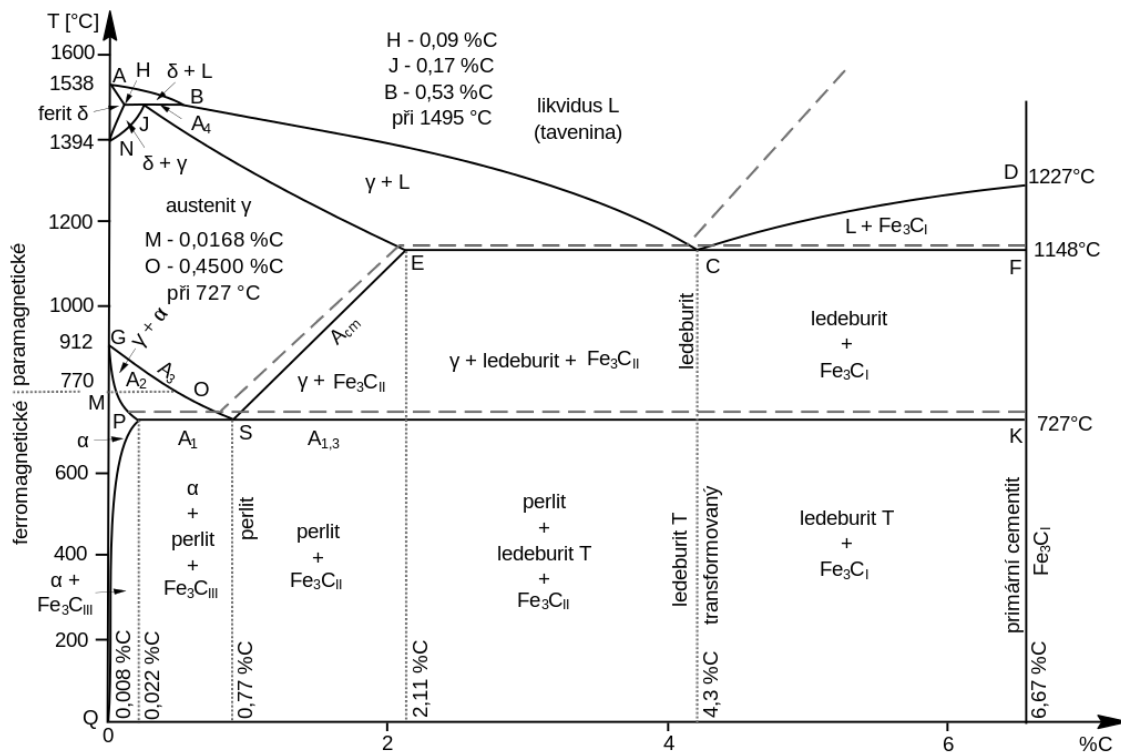 T [°C]
1600
1538
1394
1200
1000
912
770
600
400
200
Q
0
2
4
6
%C
A
H
δ + L
B
ferit δ
J
A4
N
δ + γ
H - 0,09 %C
J - 0,17 %C
B - 0,53 %C
při 1495 °C
likvidus L
(tavenina)
γ + L
D
1227°C
L + Fe3CI
1148°C
E
C
F
austenit γ
M - 0,0168 %C
O - 0,4500 %C
při 727 °C
paramagnetické
ferromagnetické
G
γ + α
A2
A3
O
Acm
γ + Fe3CII
γ + ledeburit + Fe3CII
ledeburit
ledeburit
+
Fe3CI
M
P
α
S
A1
A1,3
K
727°C
α
+
perlit
+
Fe3CIII
perlit
perlit
+
Fe3CII
perlit
+
ledeburit T
+
Fe3CII
ledeburit T
transformovaný
ledeburit T
+
Fe3CI
primární cementit
Fe3CI
α +
Fe3CIII
0,008 %C
0,022 %C
0,77 %C
2,11 %C
4,3 %C
6,67 %C